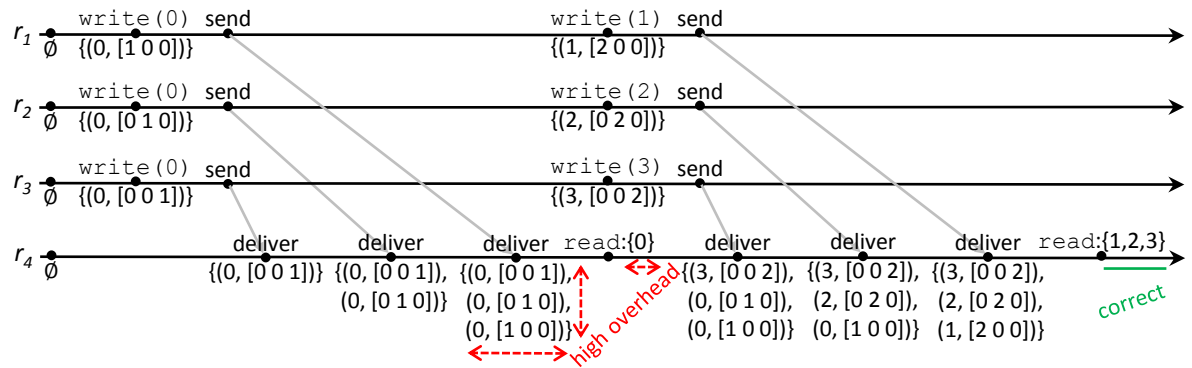 write(0) send write(1) send
r1
∅ {(0, [1 0 0])} {(1, [2 0 0])}
write(0) send write(2) send
r2
∅ {(0, [0 1 0])} {(2, [0 2 0])}
write(0) send write(3) send
r3
∅ {(0, [0 0 1])} {(3, [0 0 2])}
deliver deliver deliver read:{0} deliver deliver deliver read:{1,2,3}
r4
∅ {(0, [0 0 1])} {(0, [0 0 1]), {(0, [0 0 1]), {(3, [0 0 2]), {(3, [0 0 2]), {(3, [0 0 2]),
(0, [0 1 0])} (0, [0 1 0]), (0, [0 1 0]), (2, [0 2 0]), (2, [0 2 0]),
(0, [1 0 0])} (0, [1 0 0])} (0, [1 0 0])} (1, [2 0 0])}
high overhead
correct